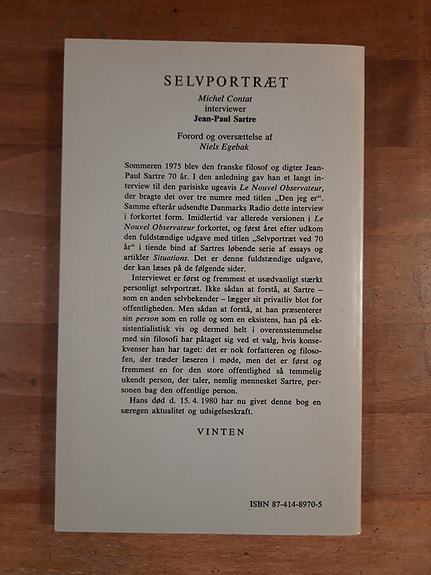 SELVPORTRÆT
Michel Contat
interviewer
Jean-Paul Sartre
Forord og oversættelse af
Niels Egebak
Sommeren 1975 blev den franske filosof og digter Jean-
Paul Sartre 70 år. I den anledning gav han et langt in-
terview til den parisiske ugeavis Le Nouvel Observateur,
der bragte det over tre numre med titlen „Den jeg er“.
Samme efterår udsendte Danmarks Radio dette interview
i forkortet form. Imidlertid var allerede versionen i Le
Nouvel Observateur forkortet, og først året efter udkom
den fuldstændige udgave med titlen „Selvportræt ved 70
år“ i tiende bind af Sartres løbende serie af essays og
artikler Situations. Det er denne fuldstændige udgave,
der kan læses på de følgende sider.
Interviewet er først og fremmest et usædvanligt stærkt
personligt selvportræt. Ikke sådan at forstå, at Sartre –
som en anden selvbekender – lægger sit privatliv blot for
offentligheden. Men sådan at forstå, at han præsenterer
sin person som en rolle og som en eksistens, han på ek-
sistentialistisk vis og dermed helt i overensstemmelse
med sin filosofi har påtaget sig ved et valg, hvis konse-
kvenser han har taget: det er nok forfatteren og filoso-
fen, der træder læseren i møde, men det er først og
fremmest en for den store offentlighed så temmelig
ukendt person, der taler, nemlig mennesket Sartre, per-
sonen bag den offentlige person.
Hans død d. 15. 4. 1980 har nu givet denne bog en
særegen aktualitet og udsigelseskraft.
VINTEN
ISBN 87-414-8970-5